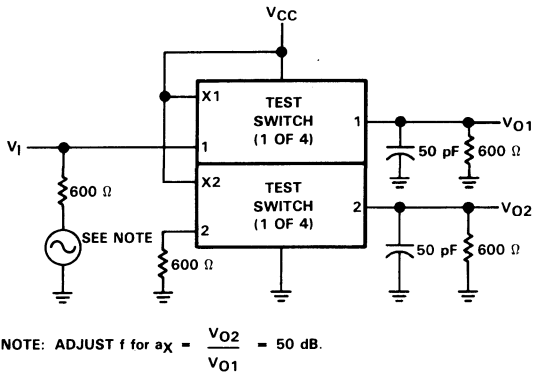 VCC
X1
TEST
SWITCH
(1 OF 4)
1
1
VO1
50 pF
600 Ω
VI
600 Ω
X2
TEST
SWITCH
(1 OF 4)
2
2
VO2
50 pF
600 Ω
SEE NOTE
600 Ω
NOTE: ADJUST f for aX = VO2 / VO1 = 50 dB.